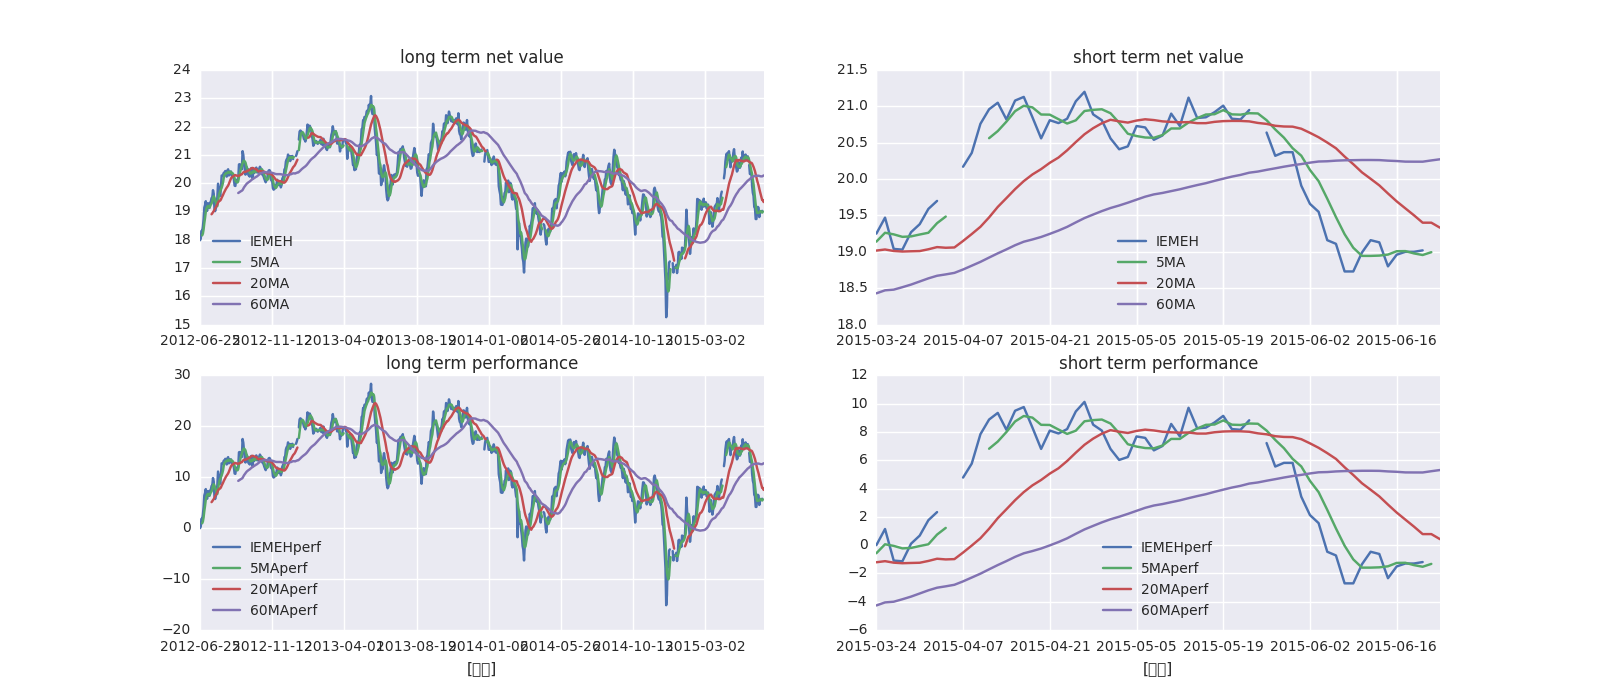 long term net value
24
23
22
21
20
19
18
17
16
15
IEMEH
5MA
20MA
60MA
2012-06-25 2012-11-12 2013-04-01 2013-08-19 2014-01-06 2014-05-26 2014-10-13 2015-03-02
short term net value
21.5
21.0
20.5
20.0
19.5
19.0
18.5
18.0
IEMEH
5MA
20MA
60MA
2015-03-24 2015-04-07 2015-04-21 2015-05-05 2015-05-19 2015-06-02 2015-06-16
long term performance
30
20
10
0
−10
−20
IEMEHperf
5MAperf
20MAperf
60MAperf
2012-06-25 2012-11-12 2013-04-01 2013-08-19 2014-01-06 2014-05-26 2014-10-13 2015-03-02
short term performance
12
10
8
6
4
2
0
−2
−4
−6
IEMEHperf
5MAperf
20MAperf
60MAperf
2015-03-24 2015-04-07 2015-04-21 2015-05-05 2015-05-19 2015-06-02 2015-06-16